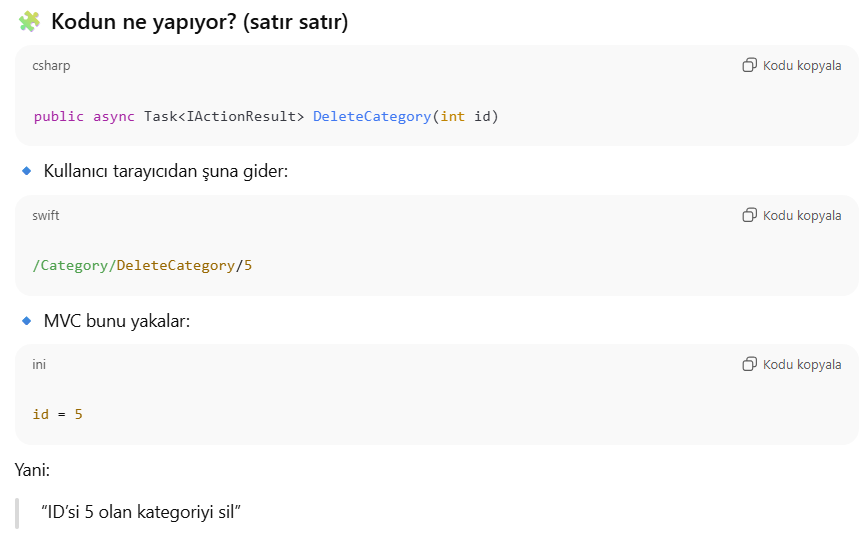 🧩 Kodun ne yapıyor? (satır satır)
csharp Kodu kopyala
public async Task<IActionResult> DeleteCategory(int id)
🔹 Kullanıcı tarayıcıdan şuna gider:
swift Kodu kopyala
/Category/DeleteCategory/5
🔹 MVC bunu yakalar:
ini Kodu kopyala
id = 5
Yani:
“ID’si 5 olan kategoriyi sil”